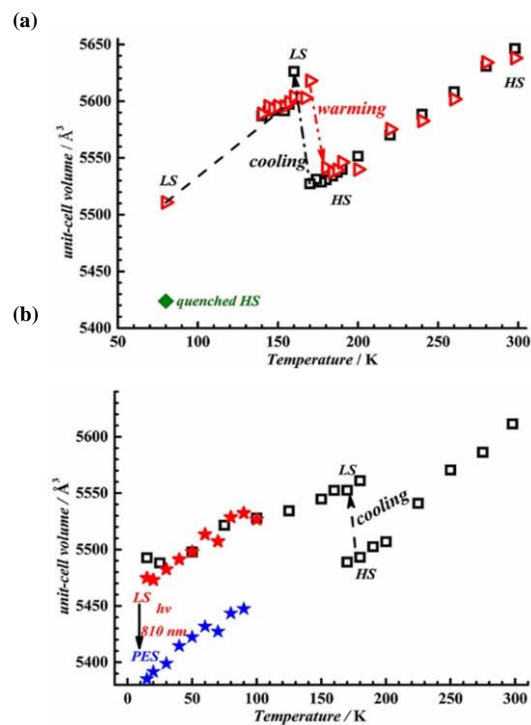 (a)
5650
5600
5550
5500
5450
5400
unit-cell volume / Å³
LS
warming
cooling
LS
HS
HS
quenched HS
50 100 150 200 250 300
Temperature / K
(b)
5600
5550
5500
5450
5400
unit-cell volume / Å³
LS
cooling
HS
LS
hν
810 nm
PES
0 50 100 150 200 250 300
Temperature / K